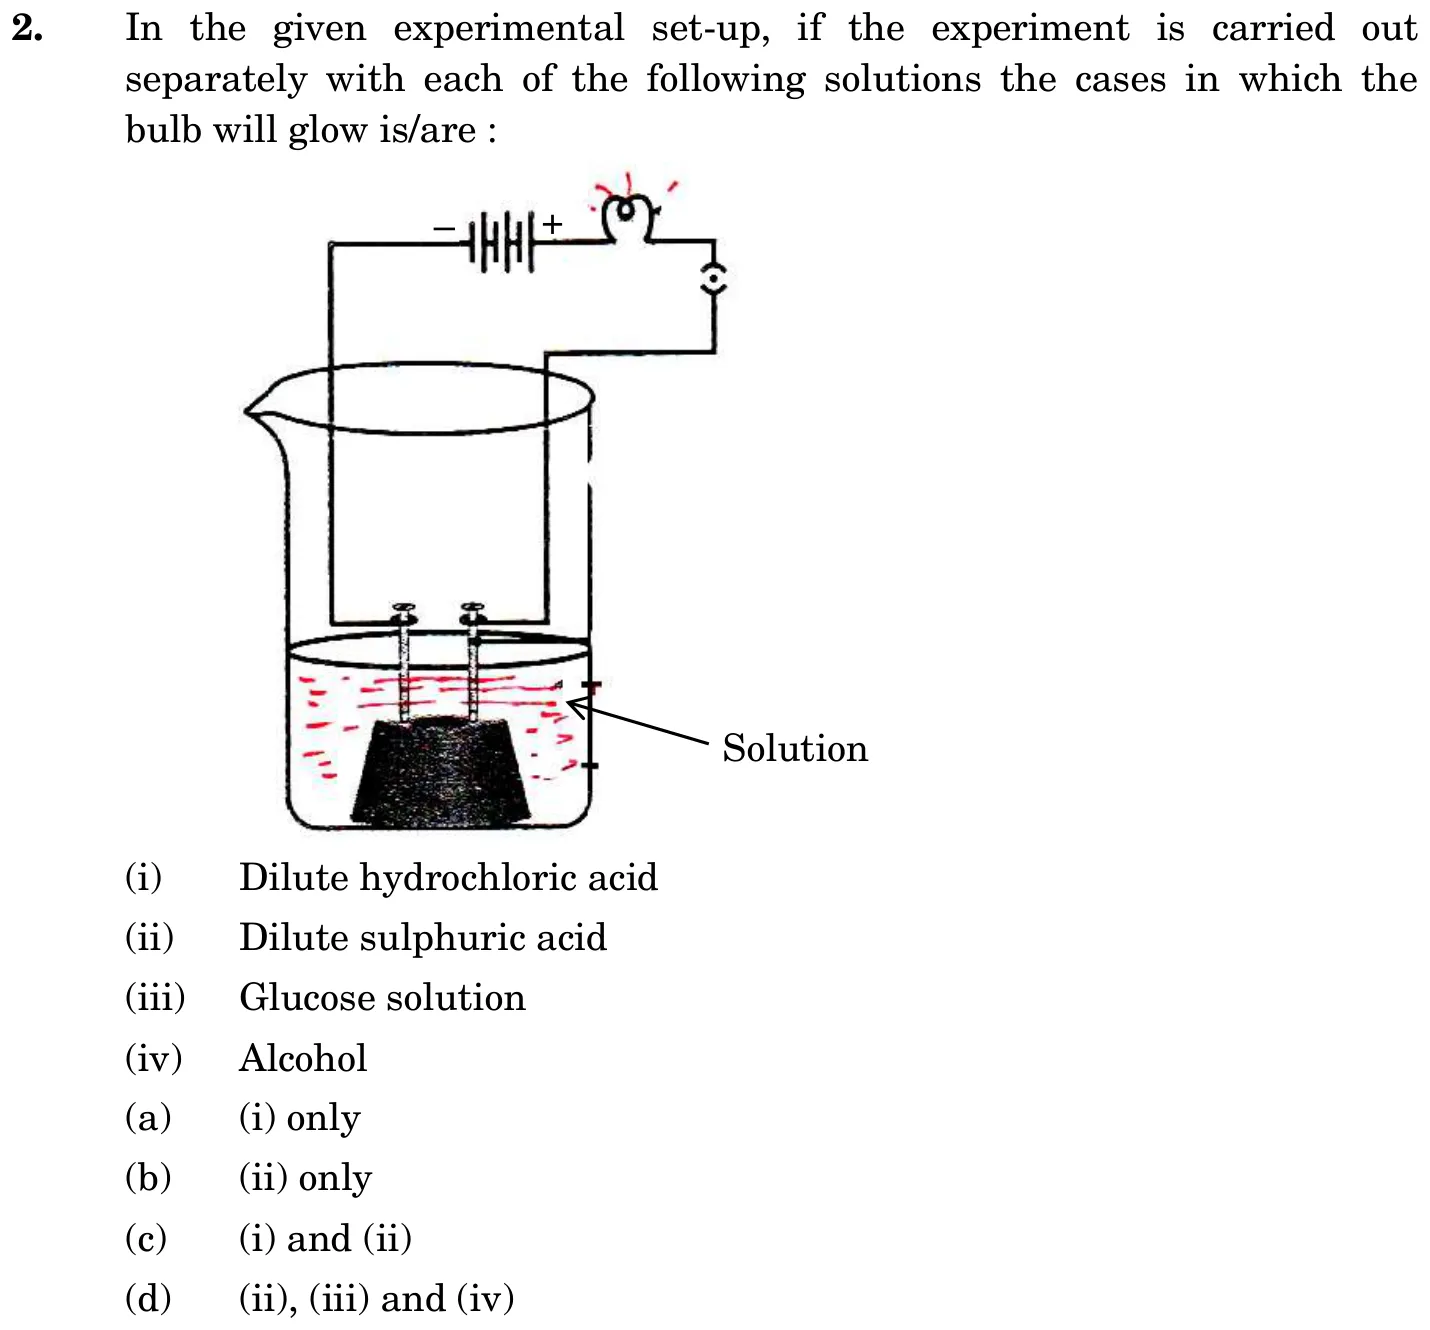 2. In the given experimental set-up, if the experiment is carried out
separately with each of the following solutions the cases in which the
bulb will glow is/are :
− +
Solution
(i) Dilute hydrochloric acid
(ii) Dilute sulphuric acid
(iii) Glucose solution
(iv) Alcohol
(a) (i) only
(b) (ii) only
(c) (i) and (ii)
(d) (ii), (iii) and (iv)